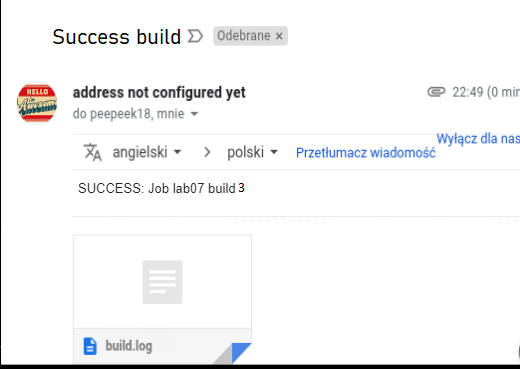 Success build Odebrane ×
HELLO
Awesome
address not configured yet
22:49 (0 min
do peepeek18, mnie
angielski > polski Przetłumacz wiadomość
Wyłącz dla nas
SUCCESS: Job lab07 build 3
build.log